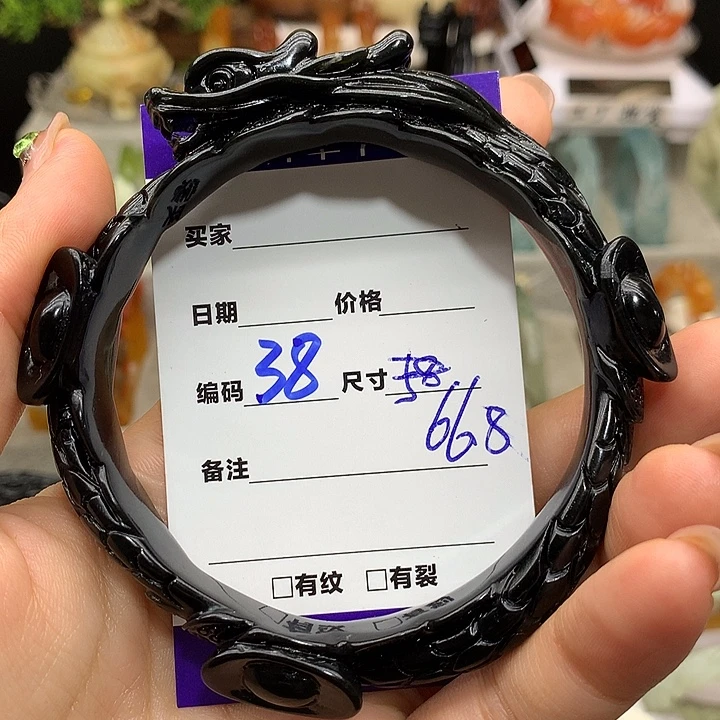 买家
日期 价格
编码 38 尺寸 38
66.8
备注
□有纹 □有裂